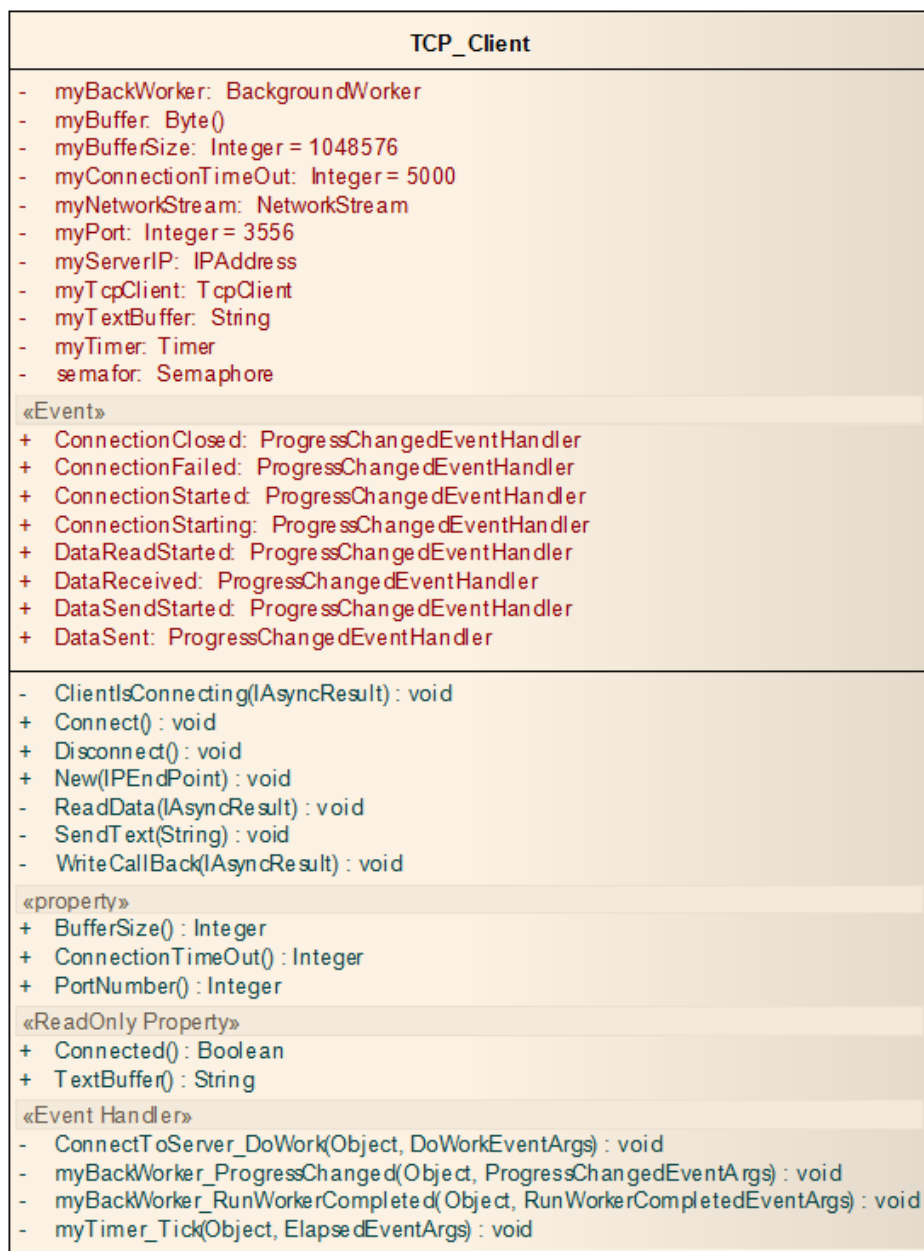 TCP_Client
- myBackWorker: BackgroundWorker
- myBuffer: Byte()
- myBufferSize: Integer = 1048576
- myConnectionTimeOut: Integer = 5000
- myNetworkStream: NetworkStream
- myPort: Integer = 3556
- myServerIP: IPAddress
- myTcpClient: TcpClient
- myTextBuffer: String
- myTimer: Timer
- semafor: Semaphore
«Event»
+ ConnectionClosed: ProgressChangedEventHandler
+ ConnectionFailed: ProgressChangedEventHandler
+ ConnectionStarted: ProgressChangedEventHandler
+ ConnectionStarting: ProgressChangedEventHandler
+ DataReadStarted: ProgressChangedEventHandler
+ DataReceived: ProgressChangedEventHandler
+ DataSendStarted: ProgressChangedEventHandler
+ DataSent: ProgressChangedEventHandler
- ClientIsConnecting(IAsyncResult) : void
+ Connect() : void
+ Disconnect() : void
+ New(IPEndPoint) : void
- ReadData(IAsyncResult) : void
- SendText(String) : void
- WriteCallBack(IAsyncResult) : void
«property»
+ BufferSize() : Integer
+ ConnectionTimeOut() : Integer
+ PortNumber() : Integer
«ReadOnly Property»
+ Connected() : Boolean
+ TextBuffer() : String
«Event Handler»
- ConnectToServer_DoWork(Object, DoWorkEventArgs) : void
- myBackWorker_ProgressChanged(Object, ProgressChangedEventArgs) : void
- myBackWorker_RunWorkerCompleted(Object, RunWorkerCompletedEventArgs) : void
- myTimer_Tick(Object, ElapsedEventArgs) : void